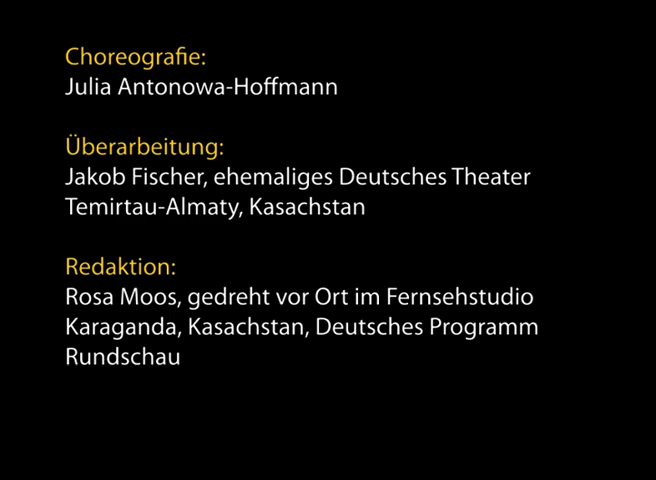 Choreografie:
Julia Antonowa-Hoffmann
Überarbeitung:
Jakob Fischer, ehemaliges Deutsches Theater
Temirtau-Almaty, Kasachstan
Redaktion:
Rosa Moos, gedreht vor Ort im Fernsehstudio
Karaganda, Kasachstan, Deutsches Programm
Rundschau